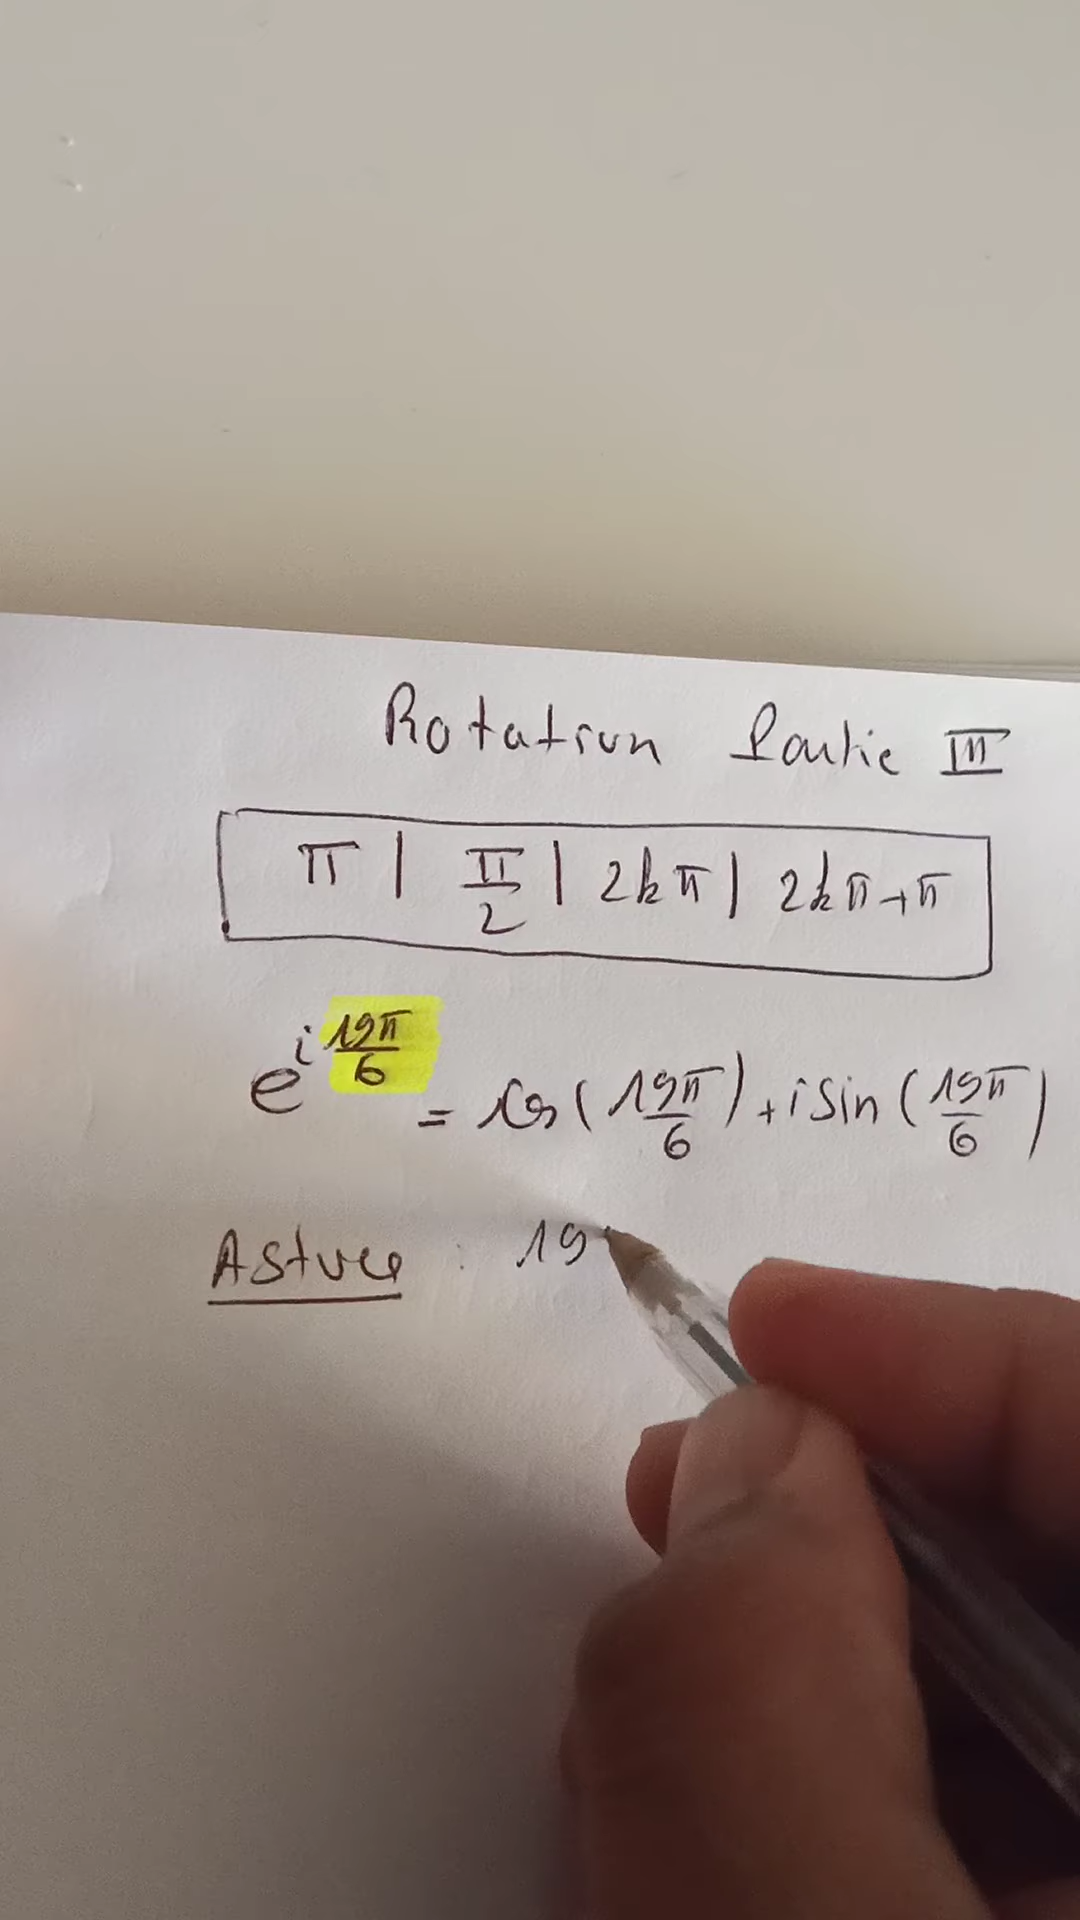 Rotation Partie III
π | π/2 | 2kπ | 2kπ+π
e^(i 19π/6) = cos(19π/6) + i sin(19π/6)
Astuce : 19